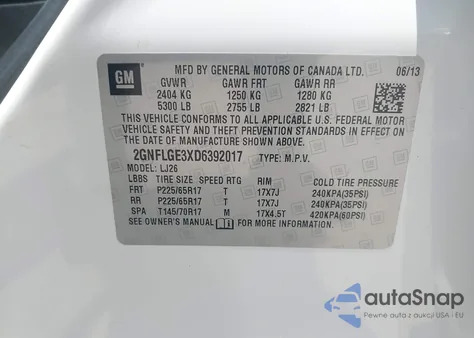 GM
MFD BY GENERAL MOTORS OF CANADA LTD. 06/13
GVWR GAWR FRT GAWR RR
2404 KG 1250 KG 1280 KG
5300 LB 2755 LB 2821 LB
THIS VEHICLE CONFORMS TO ALL APPLICABLE U.S. FEDERAL MOTOR
VEHICLE SAFETY AND THEFT PREVENTION STANDARDS IN EFFECT ON
THE DATE OF MANUFACTURE SHOWN ABOVE.
2GNFLGE3XD6392017 TYPE: M.P.V.
MODEL: LJ26
LBBS TIRE SIZE SPEED RTG RIM COLD TIRE PRESSURE
FRT P225/65R17 T 17X7J 240KPA(35PSI)
RR P225/65R17 T 17X7J 240KPA(35PSI)
SPA T145/70R17 M 17X4.5T 420KPA(60PSI)
SEE OWNER'S MANUAL FOR MORE INFORMATION.
autoSnap
Pewne auta z aukcji USA i EU